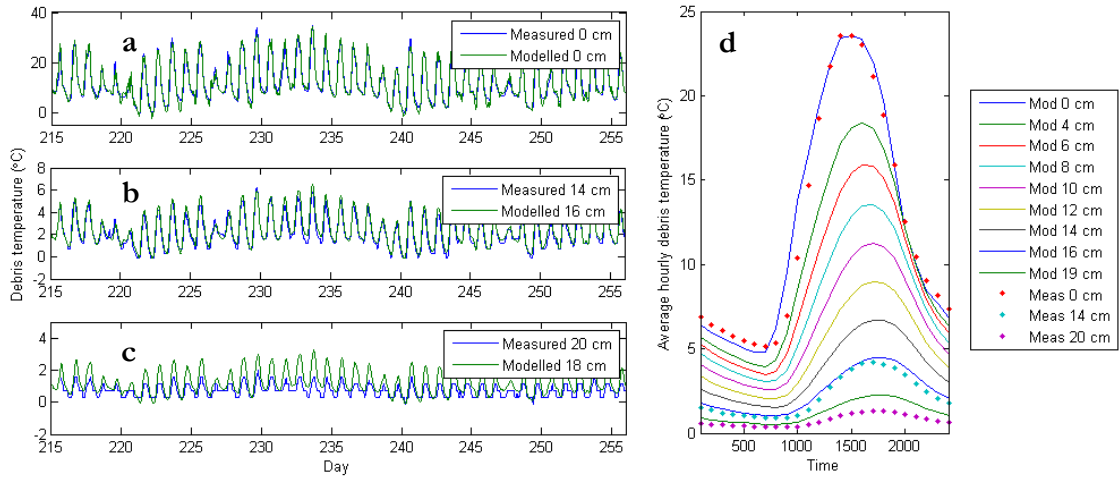 a
Measured 0 cm
Modelled 0 cm
40
20
0
215 220 225 230 235 240 245 250 255
b
Measured 14 cm
Modelled 16 cm
8
6
4
2
0
-2
215 220 225 230 235 240 245 250 255
Debris temperature (°C)
c
Measured 20 cm
Modelled 18 cm
4
2
0
-2
215 220 225 230 235 240 245 250 255
Day
d
25
20
15
10
5
0
500 1000 1500 2000
Average hourly debris temperature (°C)
Time
Mod 0 cm
Mod 4 cm
Mod 6 cm
Mod 8 cm
Mod 10 cm
Mod 12 cm
Mod 14 cm
Mod 16 cm
Mod 19 cm
Meas 0 cm
Meas 14 cm
Meas 20 cm